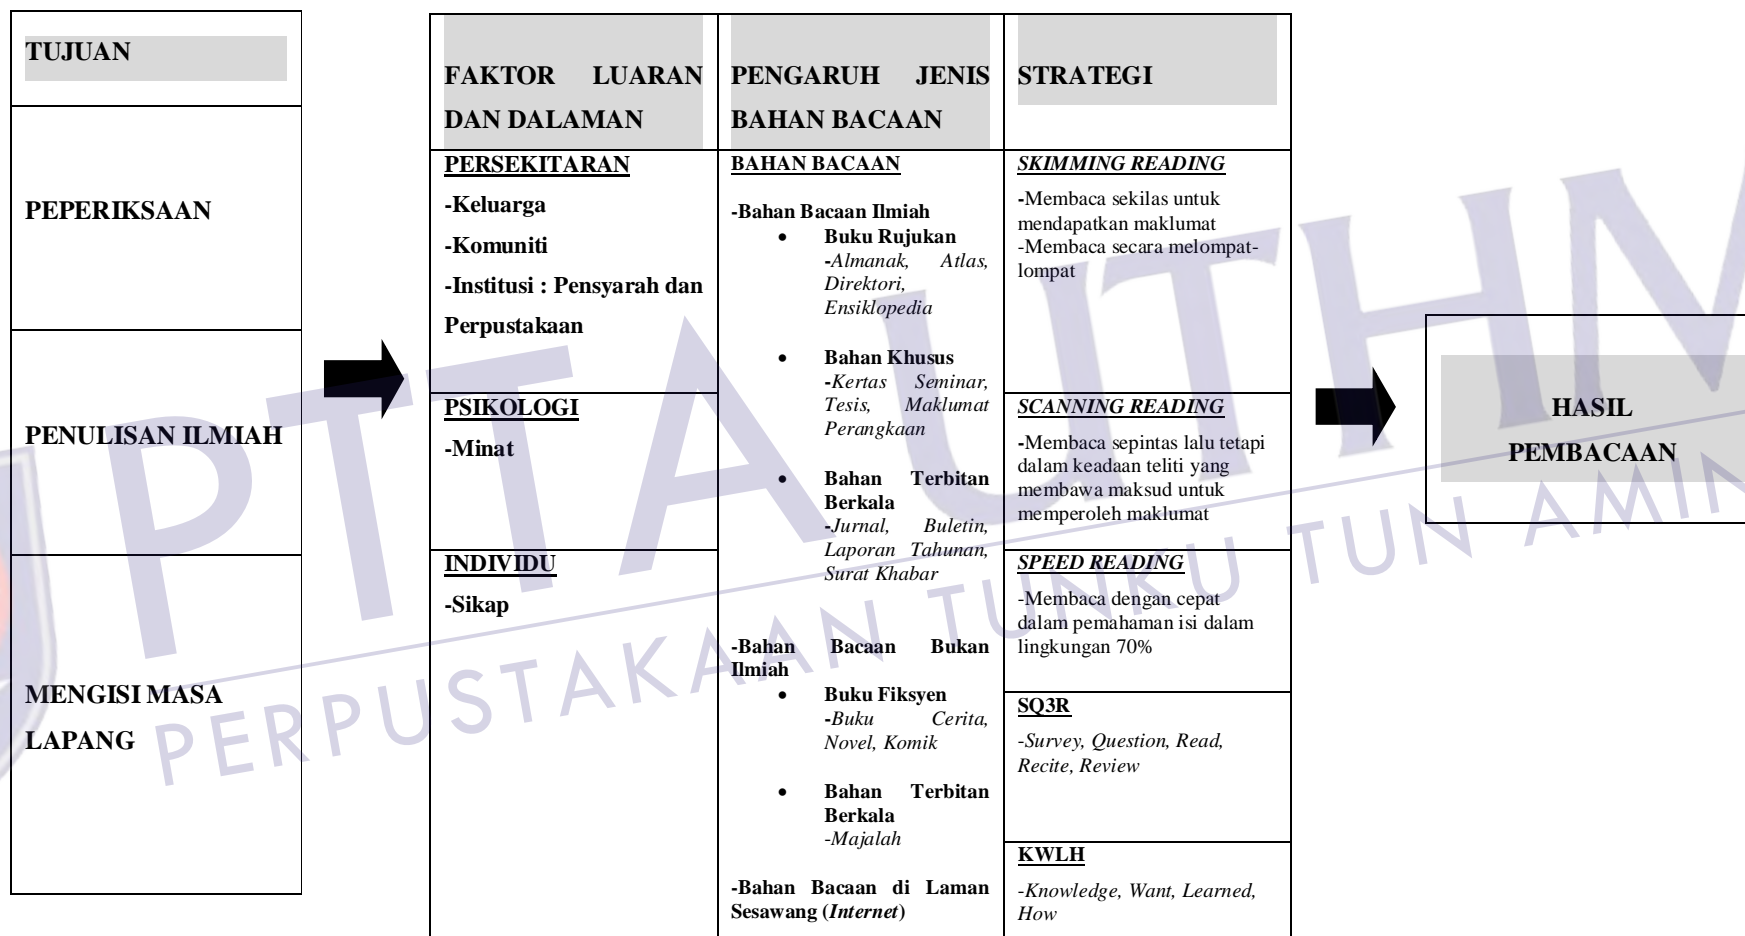 TUJUAN
PEPERIKSAAN
PENULISAN ILMIAH
MENGISI MASA
LAPANG
FAKTOR LUARAN
DAN DALAMAN
PERSEKITARAN
-Keluarga
-Komuniti
-Institusi : Pensyarah dan
Perpustakaan
PSIKOLOGI
-Minat
INDIVIDU
-Sikap
PENGARUH JENIS
BAHAN BACAAN
BAHAN BACAAN
-Bahan Bacaan Ilmiah
• Buku Rujukan
-Almanak, Atlas,
Direktori,
Ensiklopedia
• Bahan Khusus
-Kertas Seminar,
Tesis, Maklumat
Perangkaan
• Bahan Terbitan
Berkala
-Jurnal, Buletin,
Laporan Tahunan,
Surat Khabar
-Bahan Bacaan Bukan
Ilmiah
• Buku Fiksyen
-Buku Cerita,
Novel, Komik
• Bahan Terbitan
Berkala
-Majalah
-Bahan Bacaan di Laman
Sesawang (Internet)
STRATEGI
SKIMMING READING
-Membaca sekilas untuk
mendapatkan maklumat
-Membaca secara melompat-
lompat
SCANNING READING
-Membaca sepintas lalu tetapi
dalam keadaan teliti yang
membawa maksud untuk
memperoleh maklumat
SPEED READING
-Membaca dengan cepat
dalam pemahaman isi dalam
lingkungan 70%
SQ3R
-Survey, Question, Read,
Recite, Review
KWLH
-Knowledge, Want, Learned,
How
HASIL
PEMBACAAN
PTTA UTHM
PERPUSTAKAAN TUNKU TUN AMIN